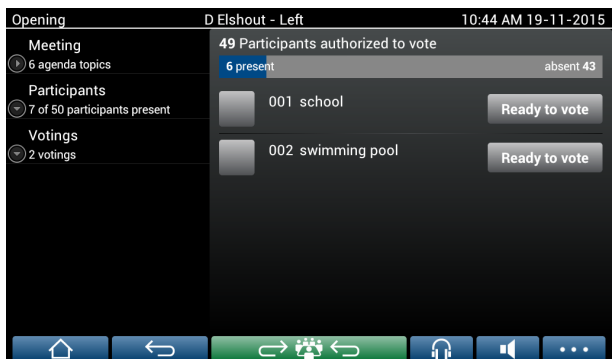 Opening D Elshout - Left 10:44 AM 19-11-2015
Meeting
6 agenda topics
Participants
7 of 50 participants present
Votings
2 votings
49 Participants authorized to vote
6 present absent 43
001 school Ready to vote
002 swimming pool Ready to vote